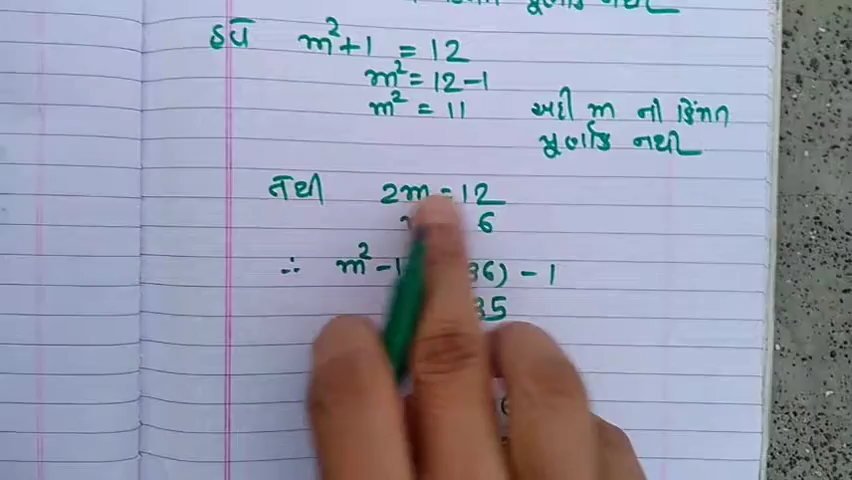 પૂર્ણાંક નથી
હવે m² + 1 = 12
m² = 12 - 1
m² = 11 અહીં m ની કિંમત
પૂર્ણાંક નથી
તેથી 2m = 12
6
∴ m² - 1 36) - 1
35